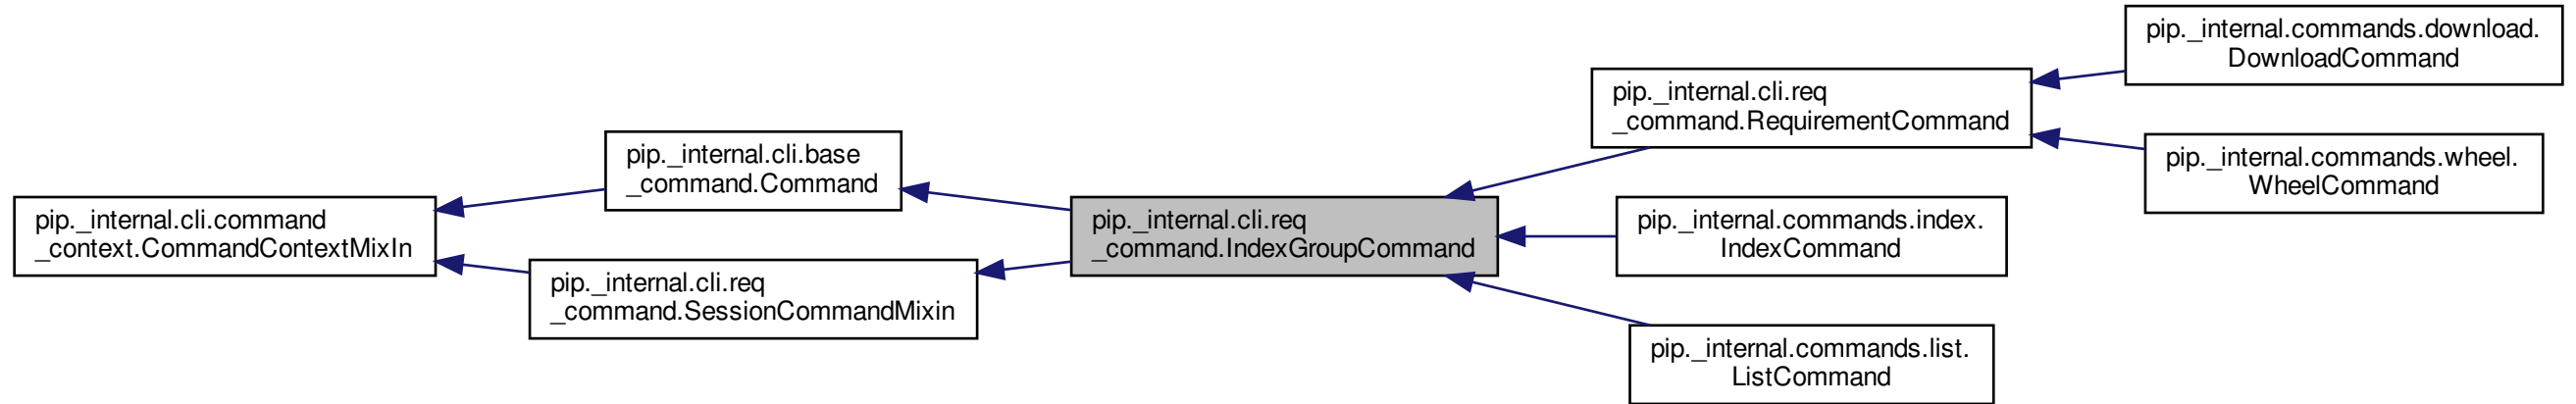 pip._internal.cli.command
_context.CommandContextMixIn
pip._internal.cli.base
_command.Command
pip._internal.cli.req
_command.SessionCommandMixin
pip._internal.cli.req
_command.IndexGroupCommand
pip._internal.cli.req
_command.RequirementCommand
pip._internal.commands.index.
IndexCommand
pip._internal.commands.list.
ListCommand
pip._internal.commands.download.
DownloadCommand
pip._internal.commands.wheel.
WheelCommand